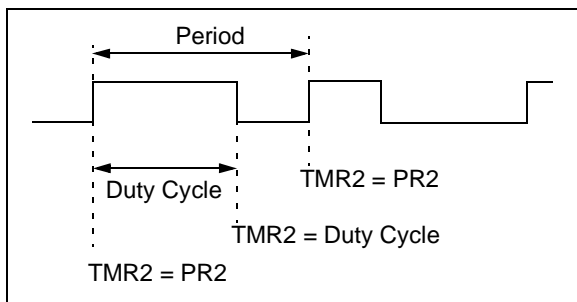 Period
Duty Cycle
TMR2 = PR2
TMR2 = Duty Cycle
TMR2 = PR2